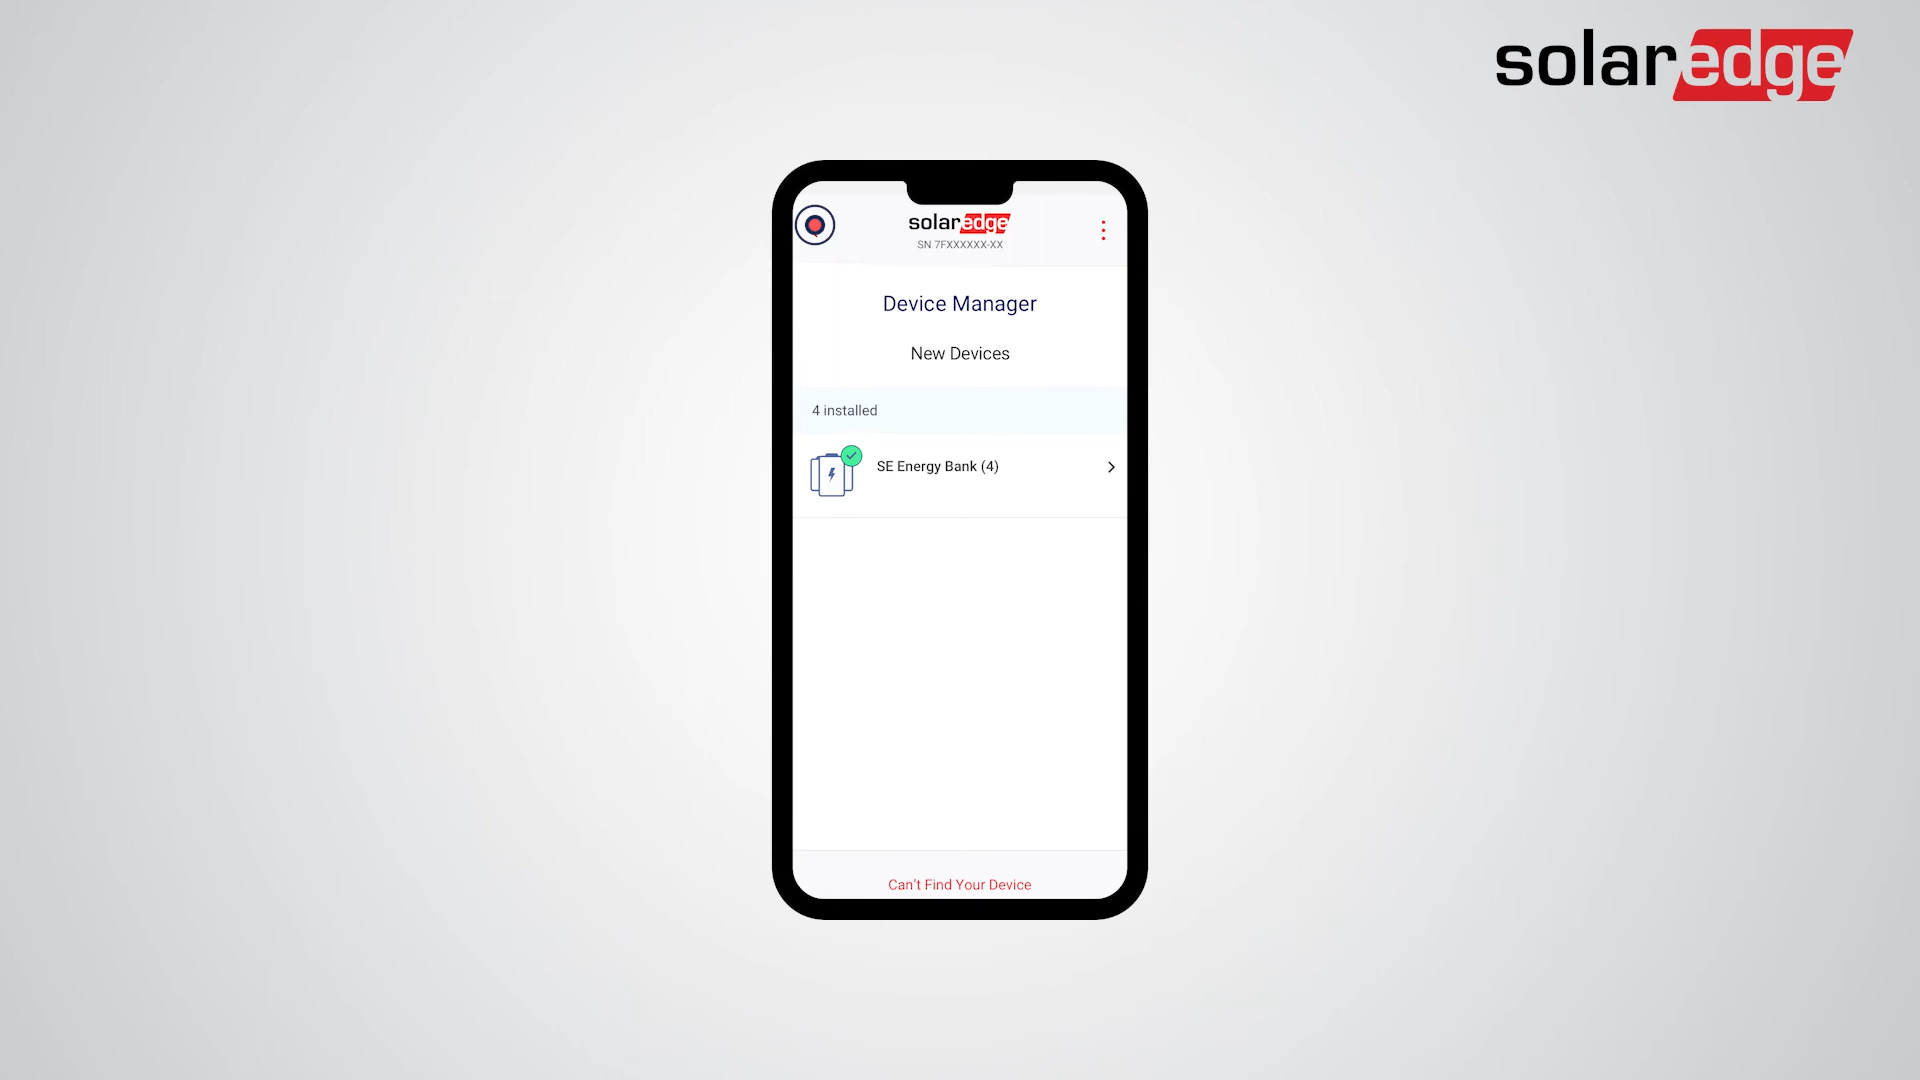 solaredge
solaredge
SN 7FXXXXXX-XX
Device Manager
New Devices
4 installed
SE Energy Bank (4)
Can't Find Your Device